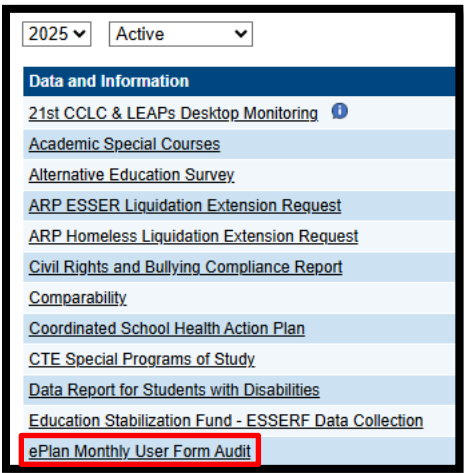 2025 Active
Data and Information
21st CCLC & LEAPs Desktop Monitoring
Academic Special Courses
Alternative Education Survey
ARP ESSER Liquidation Extension Request
ARP Homeless Liquidation Extension Request
Civil Rights and Bullying Compliance Report
Comparability
Coordinated School Health Action Plan
CTE Special Programs of Study
Data Report for Students with Disabilities
Education Stabilization Fund - ESSERF Data Collection
ePlan Monthly User Form Audit